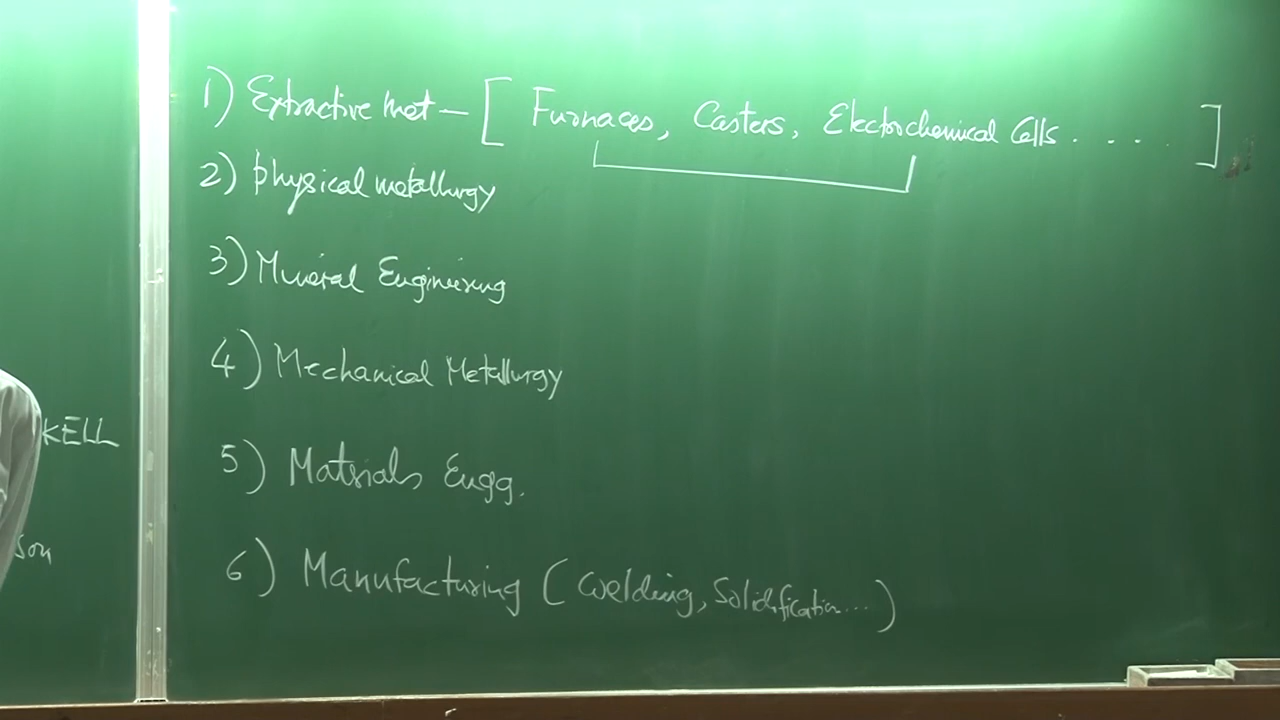 KELL
son
1) Extractive met — [ Furnaces, Casters, Electrochemical Cells . . . . . ]
2) Physical metallurgy
3) Mineral Engineering
4) Mechanical Metallurgy
5) Materials Engg.
6) Manufacturing (Welding, Solidification...)